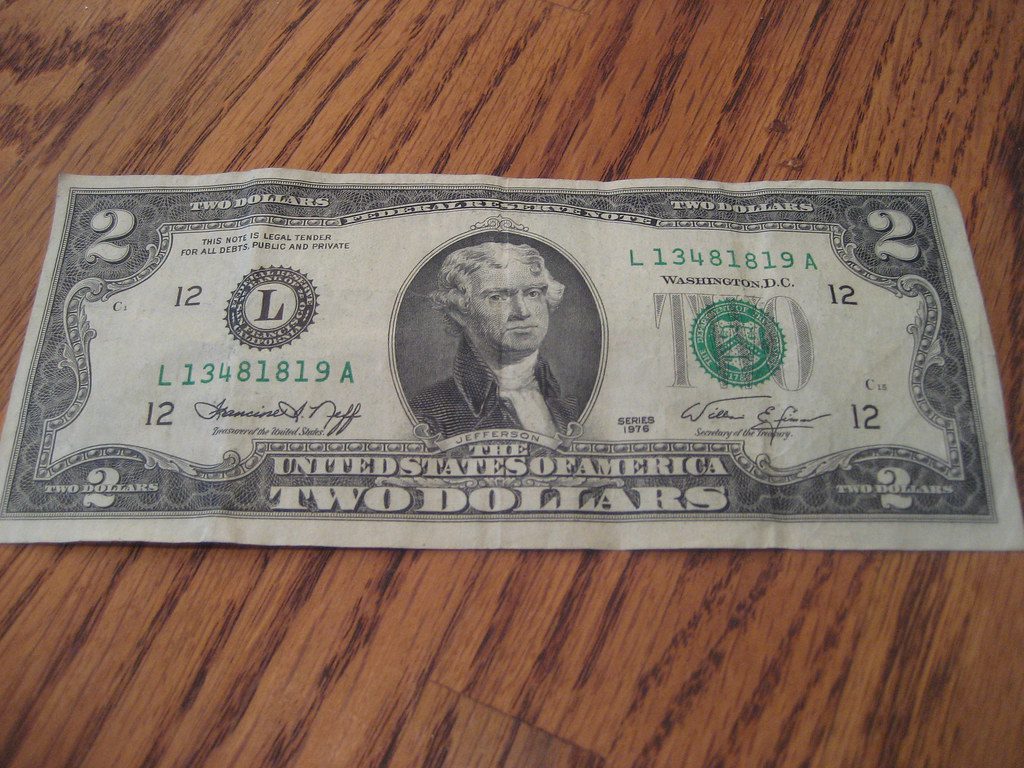 2 TWO DOLLARS FEDERAL RESERVE NOTE TWO DOLLARS 2
THIS NOTE IS LEGAL TENDER
FOR ALL DEBTS, PUBLIC AND PRIVATE
L 13481819 A
WASHINGTON, D.C.
C1 12 L TWO 12
L 13481819 A
C15
12 12
Treasurer of the United States.
SERIES
1976
Secretary of the Treasury.
JEFFERSON
THE
UNITED STATES OF AMERICA
TWO DOLLARS
TWO DOLLARS 2
TWO DOLLARS 2